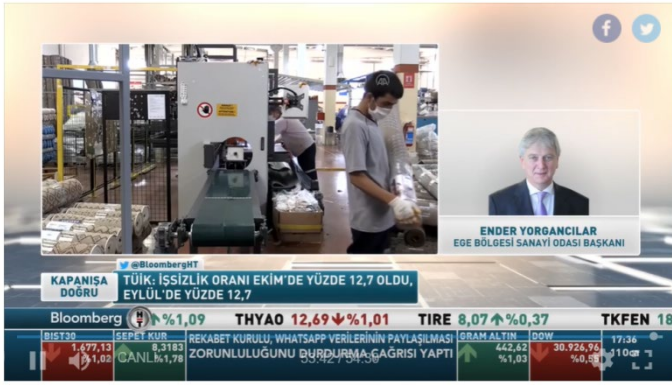 ENDER YORGANCILAR
EGE BÖLGESİ SANAYİ ODASI BAŞKANI
@BloombergHT
KAPANIŞA DOĞRU
TÜİK: İŞSİZLİK ORANI EKİM'DE YÜZDE 12,7 OLDU,
EYLÜL'DE YÜZDE 12,7
Bloomberg HT %1,09 THYAO 12,69 %1,01 TIRE 8,07 %0,37 TKFEN 18
BIST30 SEPET KUR REKABET KURULU, WHATSAPP VERİLERİNİN PAYLAŞILMASI GRAM ALTIN DOW 17:36
1.677,13 8,3183 ZORUNLULUĞUNU DURDURMA ÇAĞRISI YAPTI 442,62 30.926,96
%1,02 CANLI %1,78 %1,03